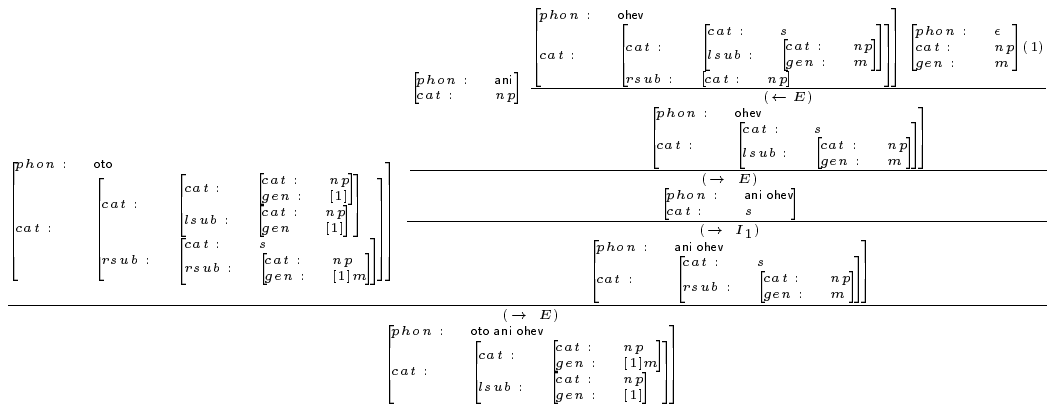 phon : ohev
cat : cat : cat : s
lsub : cat : np
gen : m
rsub : cat : np
phon : ϵ
cat : np
gen : m
(1)
phon : ani
cat : np
(← E)
phon : ohev
cat : cat : s
lsub : cat : np
gen : m
(→ E)
phon : ani ohev
cat : s
(→ I1)
phon : oto
cat : cat : cat : cat : np
gen : [1]
lsub : cat : np
gen [1]
rsub : cat : s
rsub : cat : np
gen : [1]m
phon : ani ohev
cat : cat : s
rsub : cat : np
gen : m
(→ E)
phon : oto ani ohev
cat : cat : cat : np
gen : [1]m
lsub : cat : np
gen : [1]